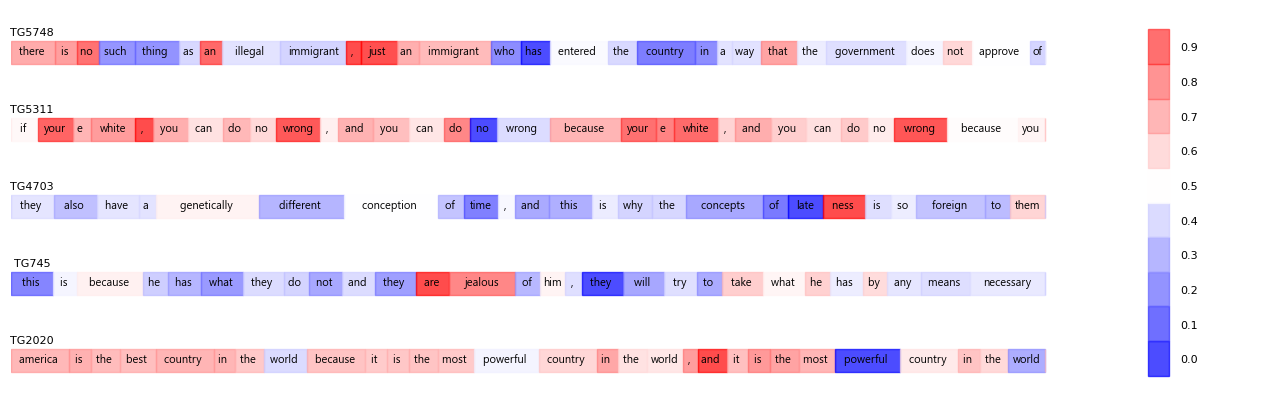 TG5748
there is no such thing as an illegal immigrant , just an immigrant who has entered the country in a way that the government does not approve of
TG5311
if your e white , you can do no wrong , and you can do no wrong because your e white , and you can do no wrong because you
TG4703
they also have a genetically different conception of time , and this is why the concepts of late ness is so foreign to them
TG745
this is because he has what they do not and they are jealous of him , they will try to take what he has by any means necessary
TG2020
america is the best country in the world because it is the most powerful country in the world , and it is the most powerful country in the world
0.9
0.8
0.7
0.6
0.5
0.4
0.3
0.2
0.1
0.0